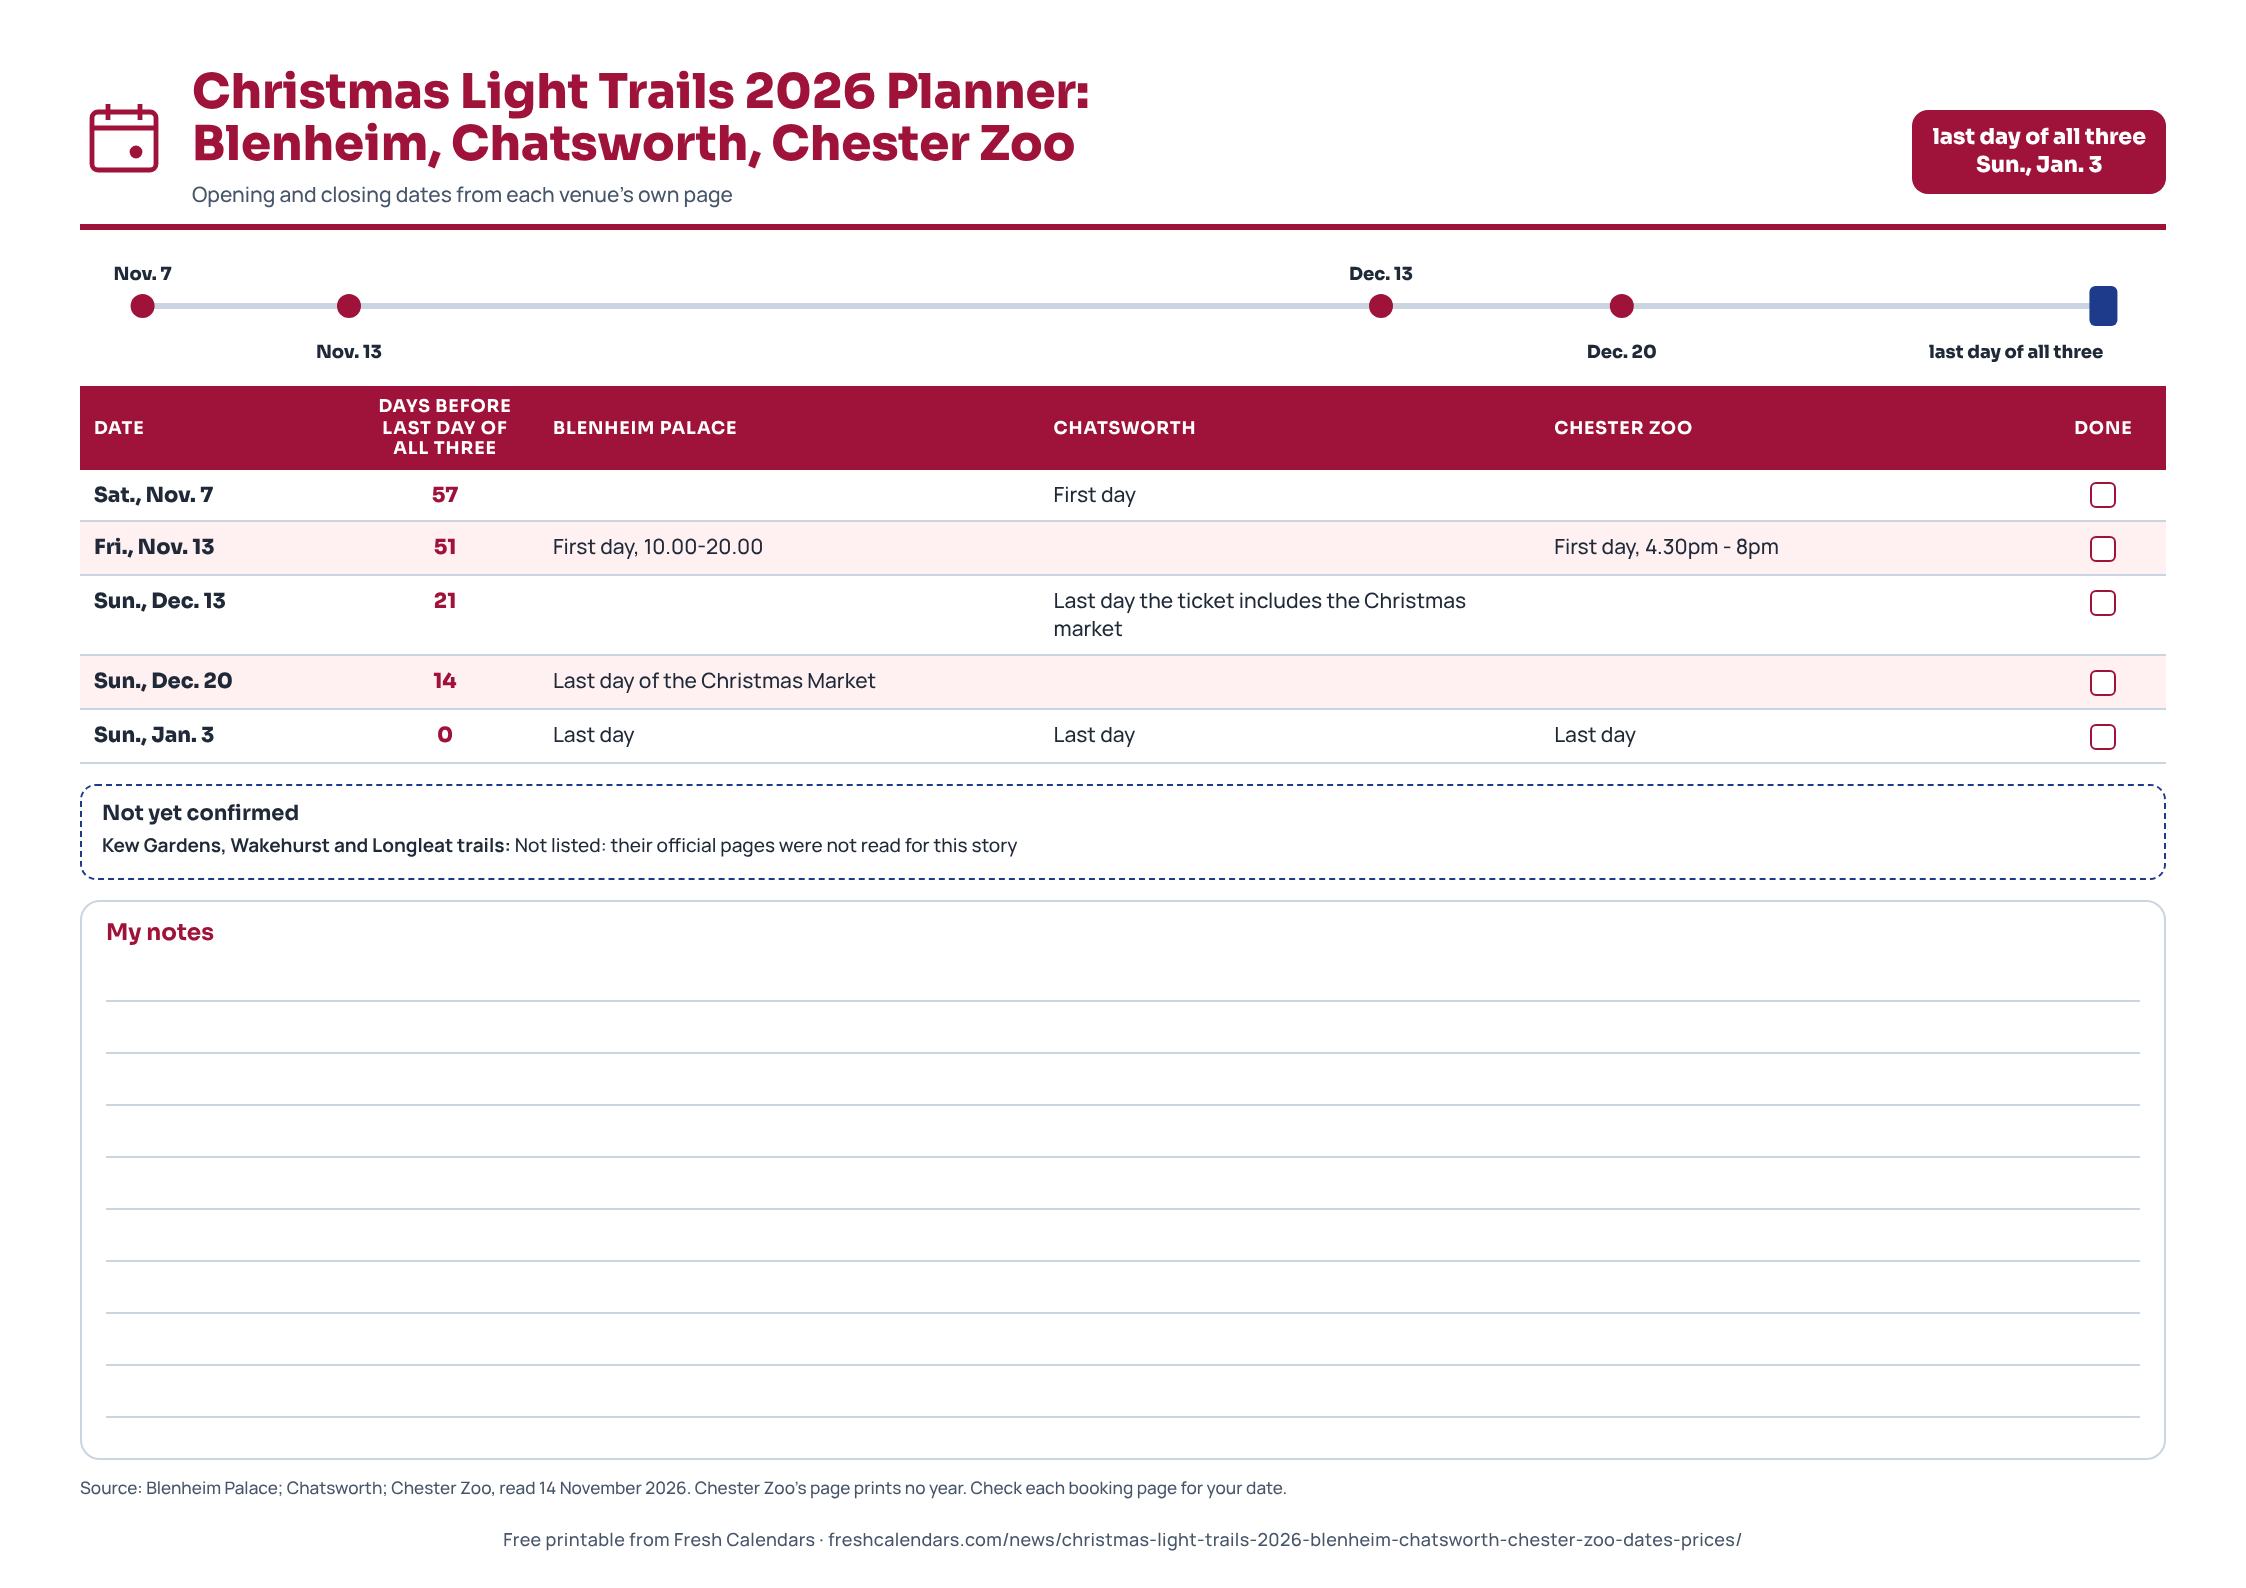 Christmas Light Trails 2026 Planner:
Blenheim, Chatsworth, Chester Zoo
Opening and closing dates from each venue's own page
last day of all three
Sun., Jan. 3
Nov. 7
Dec. 13
Nov. 13
Dec. 20
last day of all three
DATE
DAYS BEFORE
LAST DAY OF
ALL THREE
BLENHEIM PALACE
CHATSWORTH
CHESTER ZOO
DONE
Sat., Nov. 7 57 First day
Fri., Nov. 13 51 First day, 10.00-20.00 First day, 4.30pm - 8pm
Sun., Dec. 13 21 Last day the ticket includes the Christmas
market
Sun., Dec. 20 14 Last day of the Christmas Market
Sun., Jan. 3 0 Last day Last day Last day
Not yet confirmed
Kew Gardens, Wakehurst and Longleat trails: Not listed: their official pages were not read for this story
My notes
Source: Blenheim Palace; Chatsworth; Chester Zoo, read 14 November 2026. Chester Zoo's page prints no year. Check each booking page for your date.
Free printable from Fresh Calendars · freshcalendars.com/news/christmas-light-trails-2026-blenheim-chatsworth-chester-zoo-dates-prices/